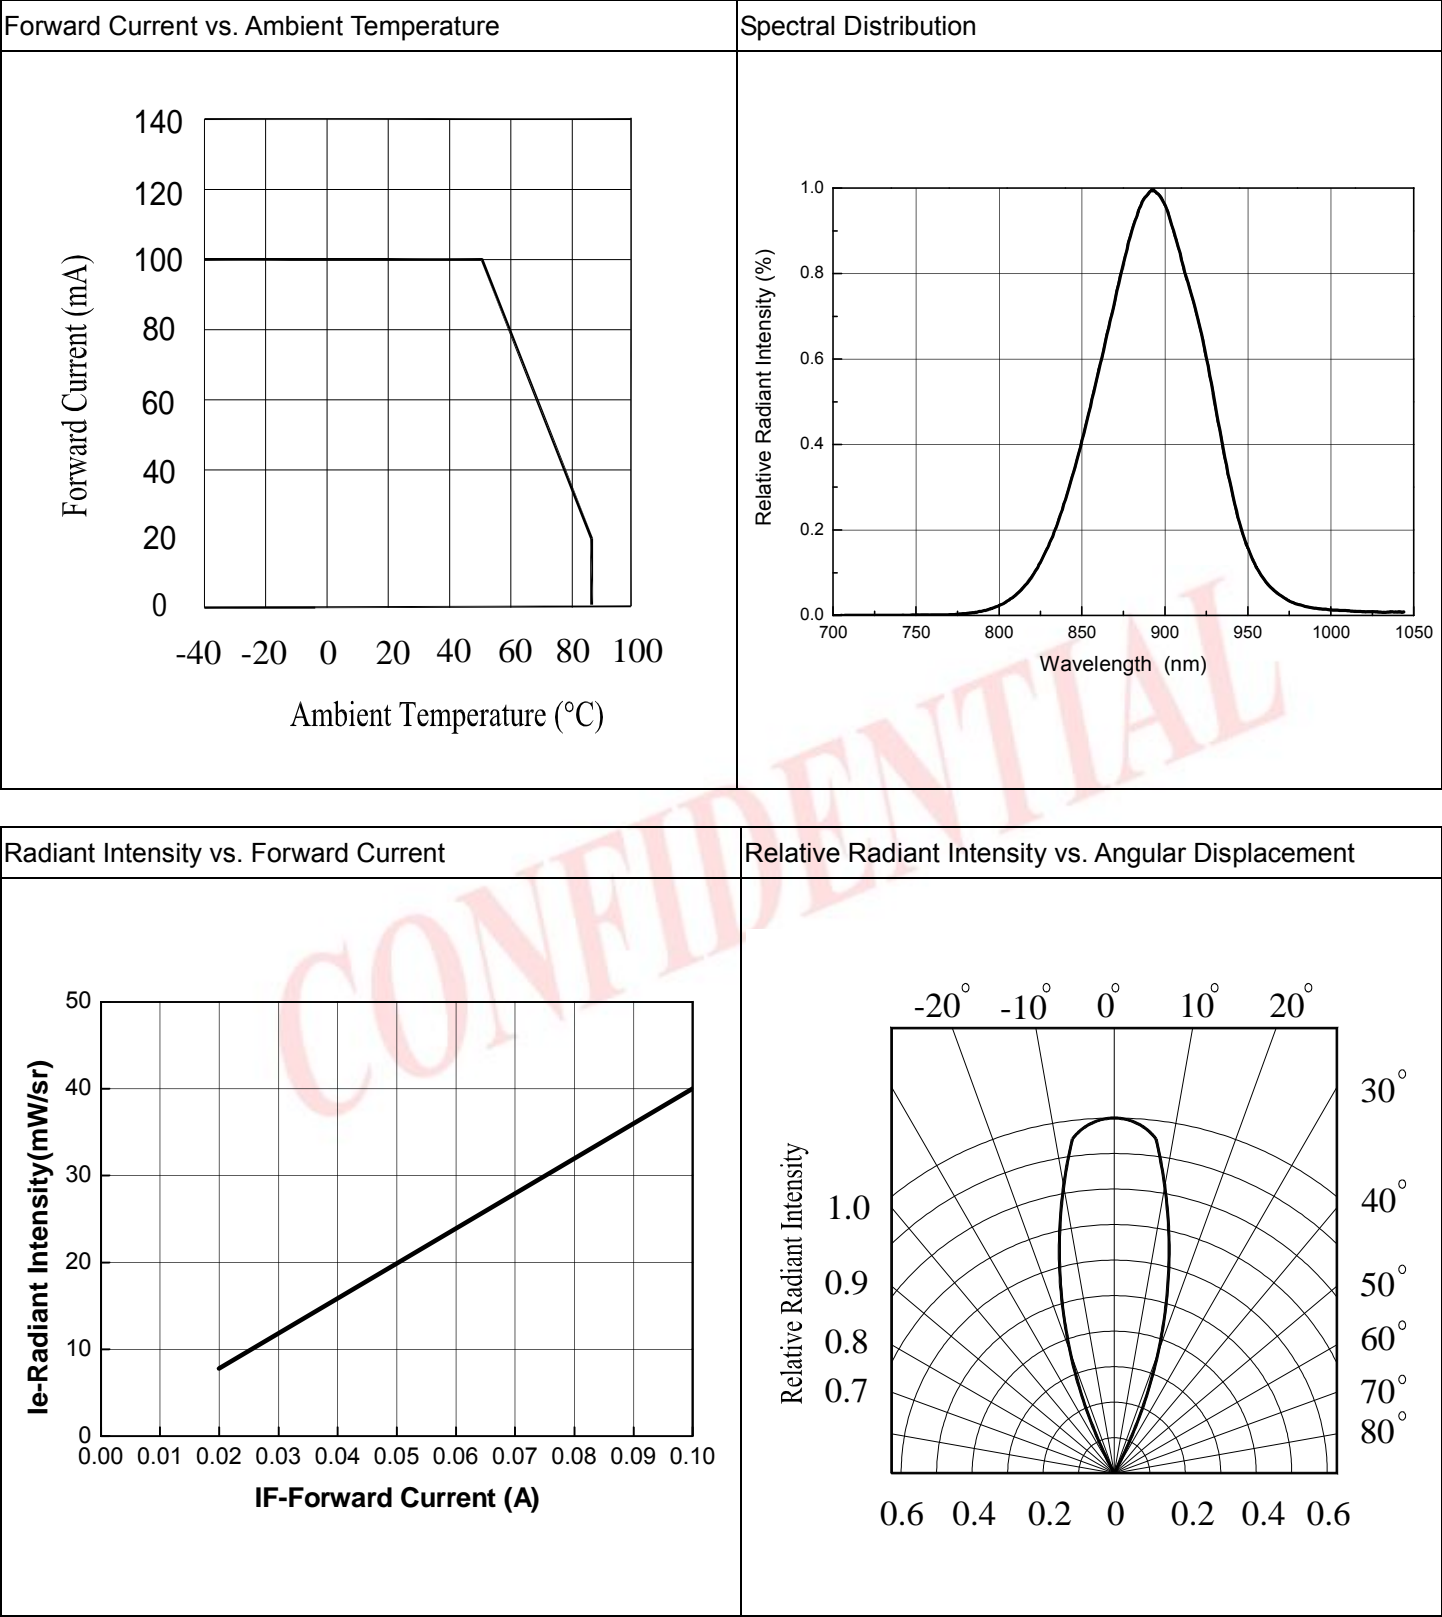 Forward Current vs. Ambient Temperature
Spectral Distribution
140
120
100
80
60
40
20
0
Forward Current (mA)
-40 -20 0 20 40 60 80 100
Ambient Temperature (°C)
1.0
0.8
0.6
0.4
0.2
0.0
Relative Radiant Intensity (%)
700 750 800 850 900 950 1000 1050
Wavelength (nm)
CONFIDENTIAL
Radiant Intensity vs. Forward Current
Relative Radiant Intensity vs. Angular Displacement
50
40
30
20
10
0
Ie-Radiant Intensity(mW/sr)
0.00 0.01 0.02 0.03 0.04 0.05 0.06 0.07 0.08 0.09 0.10
IF-Forward Current (A)
-20° -10° 0° 10° 20°
30°
40°
50°
60°
70°
80°
1.0
0.9
0.8
0.7
Relative Radiant Intensity
0.6 0.4 0.2 0 0.2 0.4 0.6